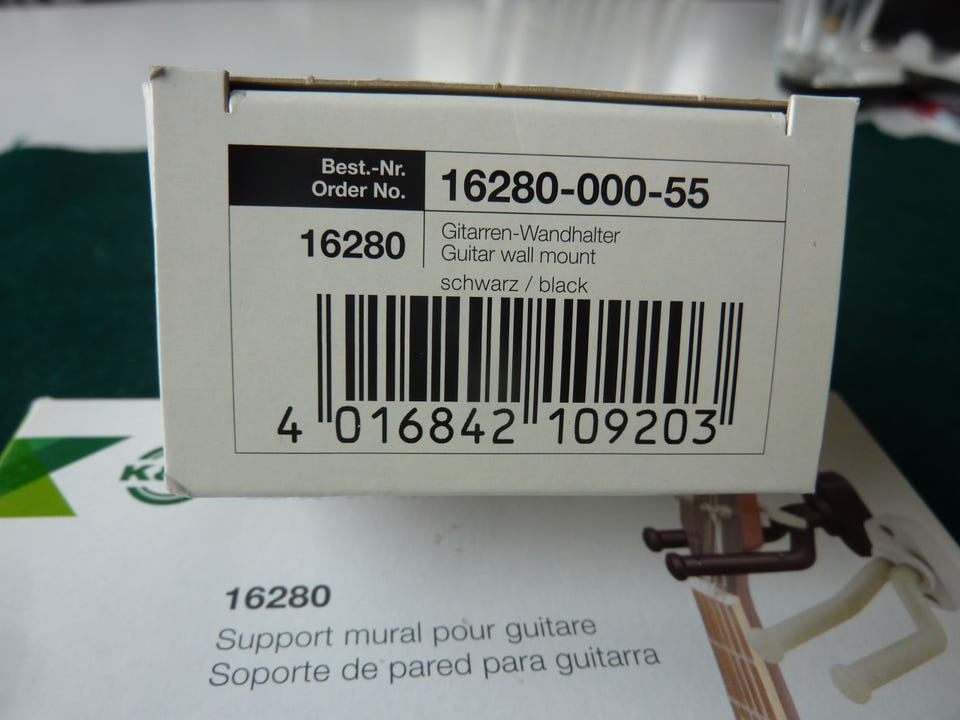 Best.-Nr.
Order No.
16280-000-55
16280
Gitarren-Wandhalter
Guitar wall mount
schwarz / black
4 016842 109203
16280
Support mural pour guitare
Soporte de pared para guitarra